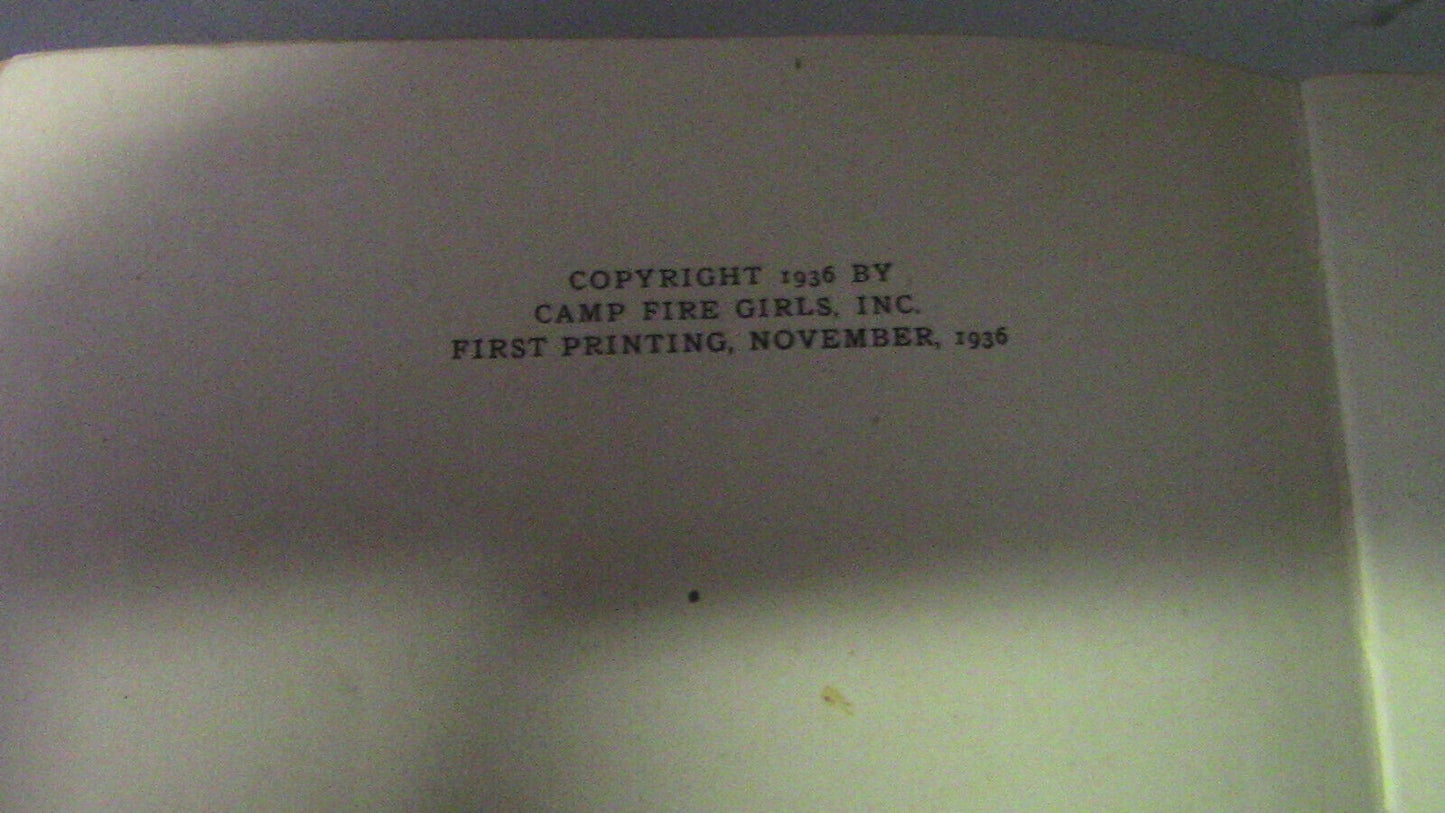 COPYRIGHT 1936 BY
CAMP FIRE GIRLS, INC.
FIRST PRINTING, NOVEMBER, 1936